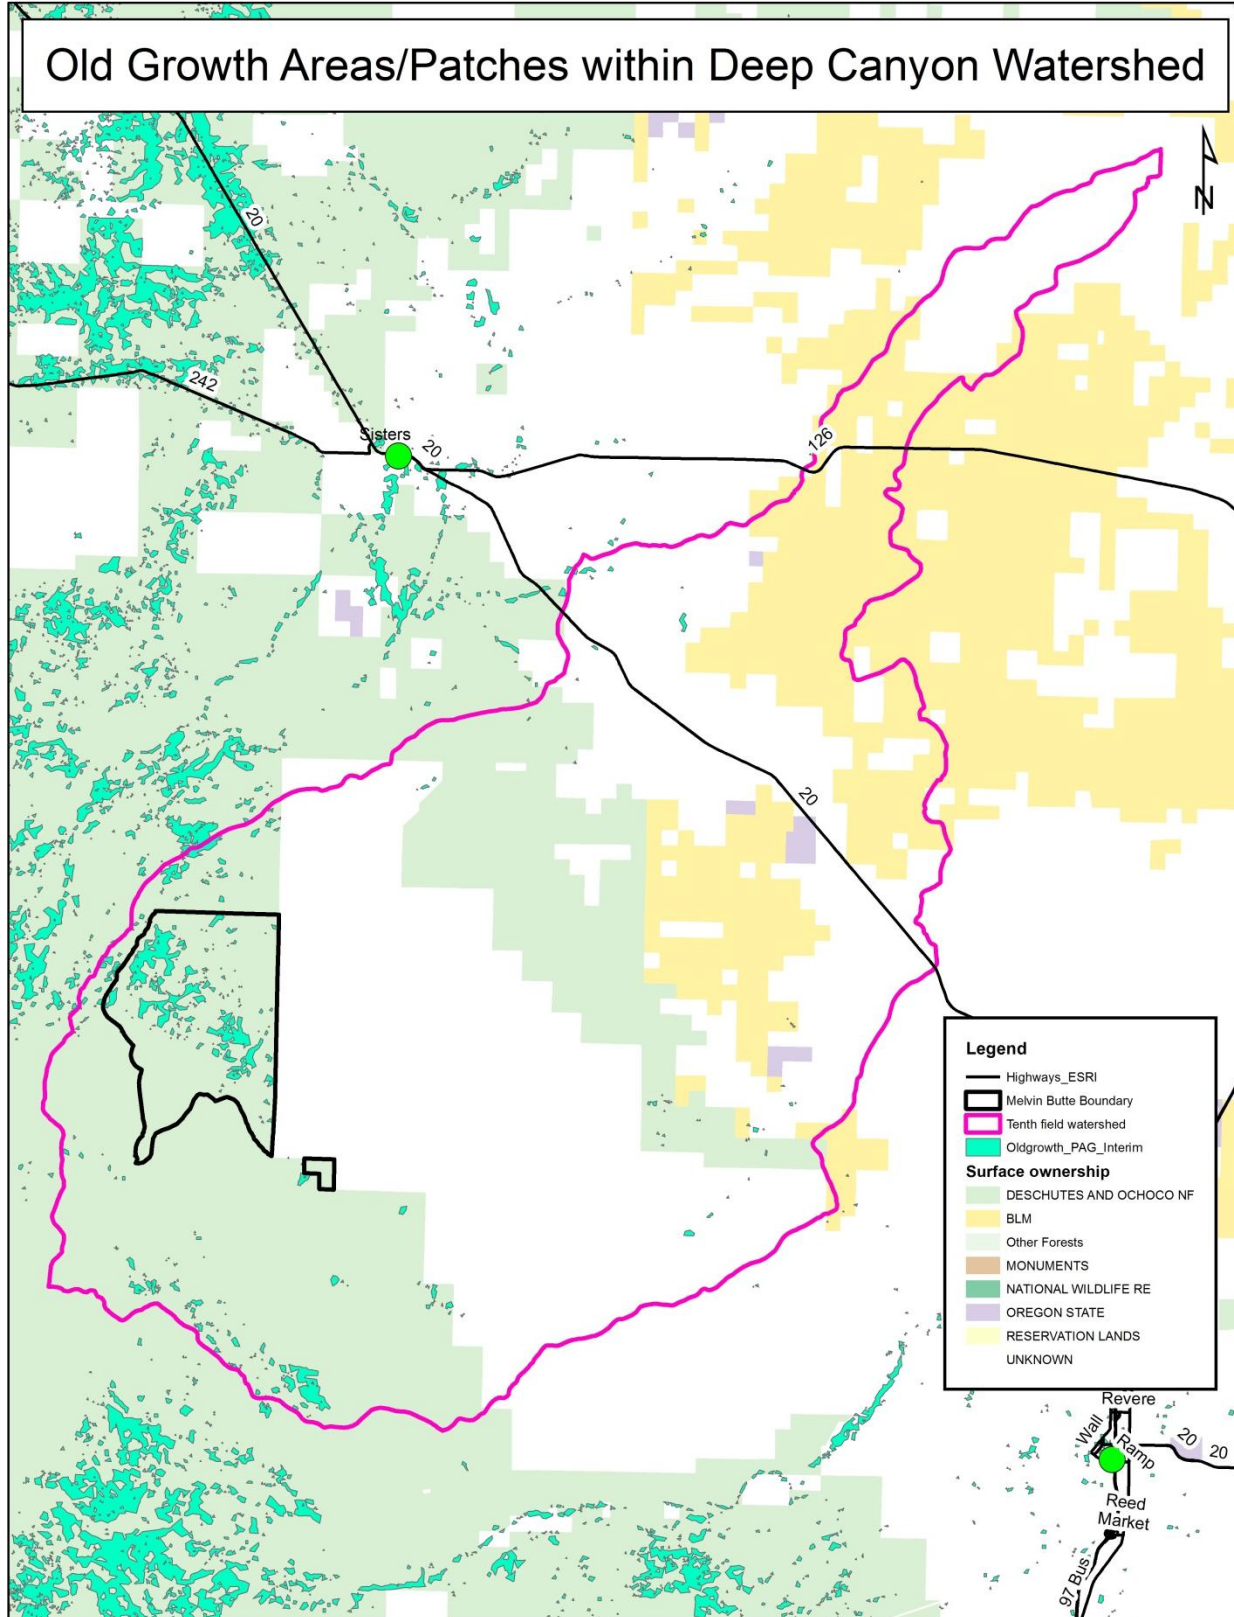 Old Growth Areas/Patches within Deep Canyon Watershed
N
20
242
Sisters
20
126
20
Legend
Highways_ESRI
Melvin Butte Boundary
Tenth field watershed
Oldgrowth_PAG_Interim
Surface ownership
DESCHUTES AND OCHOCO NF
BLM
Other Forests
MONUMENTS
NATIONAL WILDLIFE RE
OREGON STATE
RESERVATION LANDS
UNKNOWN
Revere
Wall
Ramp
20
20
Reed
Market
97 Bus